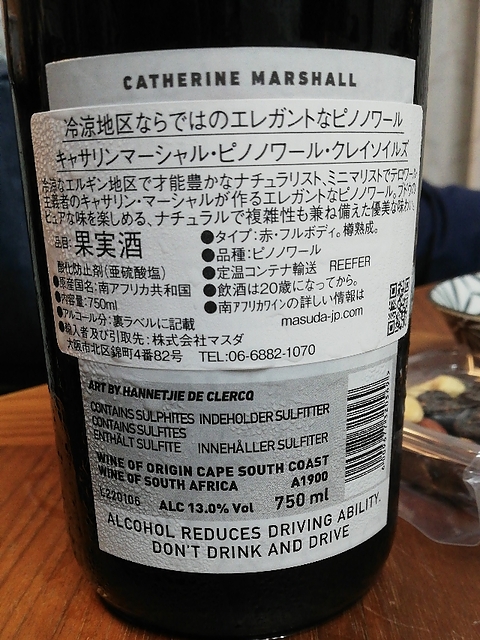 CATHERINE MARSHALL
冷涼地区ならではのエレガントなピノノワール
キャサリンマーシャル・ピノノワール・クレイソイルズ
冷涼なエルギン地区で才能豊かなナチュラリスト、ミニマリストでテロワール
主義者のキャサリン・マーシャルが作るエレガントなピノノワール。ブドウの
ピュアな味を楽しめる、ナチュラルで複雑性も兼ね備えた優美な味わい。
品目:果実酒
酸化防止剤(亜硫酸塩)
●原産国名:南アフリカ共和国
●内容量:750ml
●アルコール分:裏ラベルに記載
●輸入者及び引取先:株式会社マスダ
大阪市北区錦町4番82号 TEL:06-6882-1070
●タイプ:赤・フルボディ。樽熟成。
●品種:ピノノワール
●定温コンテナ輸送 REEFER
●飲酒は20歳になってから。
●南アフリカワインの詳しい情報は
masuda-jp.com
ART BY HANNETJIE DE CLERCQ
CONTAINS SULPHITES INDEHOLDER SULFITTER
CONTAINS SULFITES
ENTHÄLT SULFITE INNEHÅLLER SULFITER
WINE OF ORIGIN CAPE SOUTH COAST
WINE OF SOUTH AFRICA A1900
L220106 ALC 13.0% Vol 750 ml
ALCOHOL REDUCES DRIVING ABILITY,
DON'T DRINK AND DRIVE